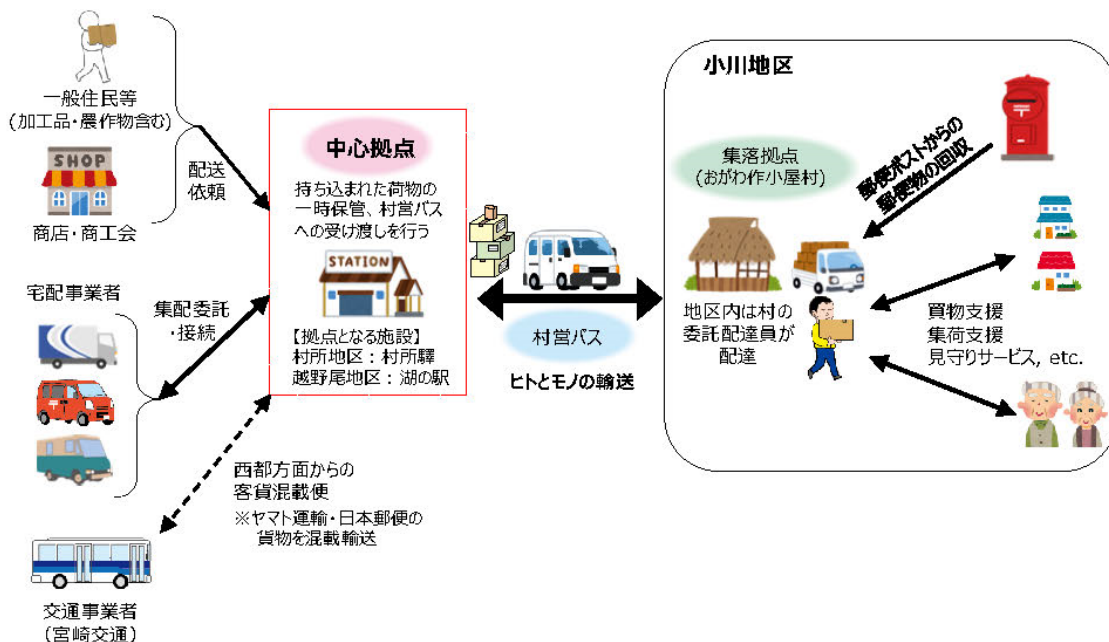 一般住民等
(加工品・農作物含む)
SHOP
商店・商工会
配送
依頼
宅配事業者
集配委託
・接続
交通事業者
(宮崎交通)
西都方面からの
客貨混載便
※ヤマト運輸・日本郵便の
貨物を混載輸送
中心拠点
持ち込まれた荷物の
一時保管、村営バス
への受け渡しを行う
STATION
【拠点となる施設】
村所地区：村所驛
越野尾地区：湖の駅
村営バス
ヒトとモノの輸送
小川地区
集落拠点
(おがわ作小屋村)
郵便ポストからの
郵便物の回収
地区内は村の
委託配達員が
配達
買物支援
集荷支援
見守りサービス, etc.